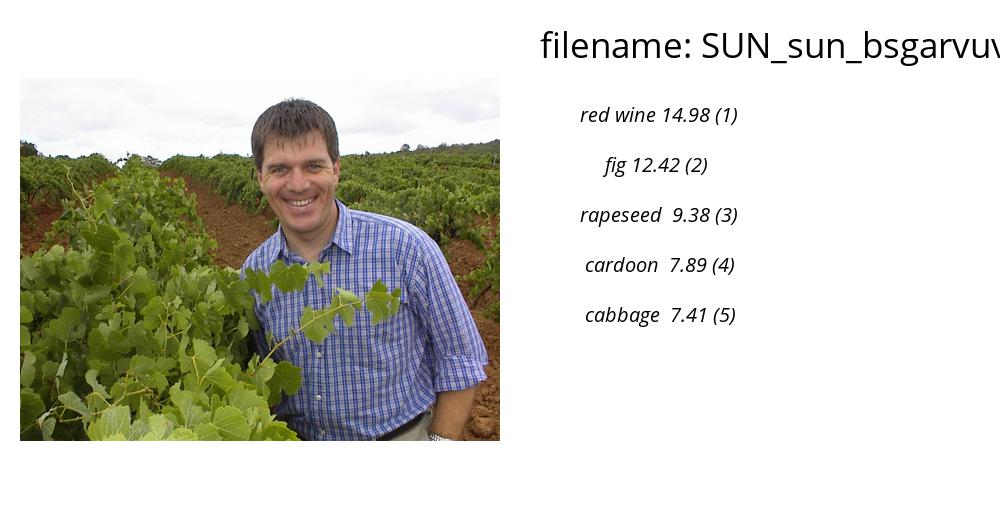 filename: SUN_sun_bsgarvuv
red wine 14.98 (1)
fig 12.42 (2)
rapeseed 9.38 (3)
cardoon 7.89 (4)
cabbage 7.41 (5)